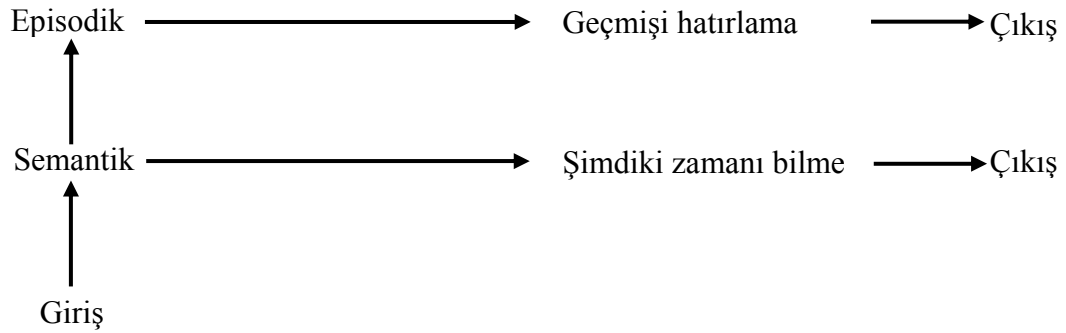 Episodik Geçmişi hatırlama Çıkış
Semantik Şimdiki zamanı bilme Çıkış
Giriş